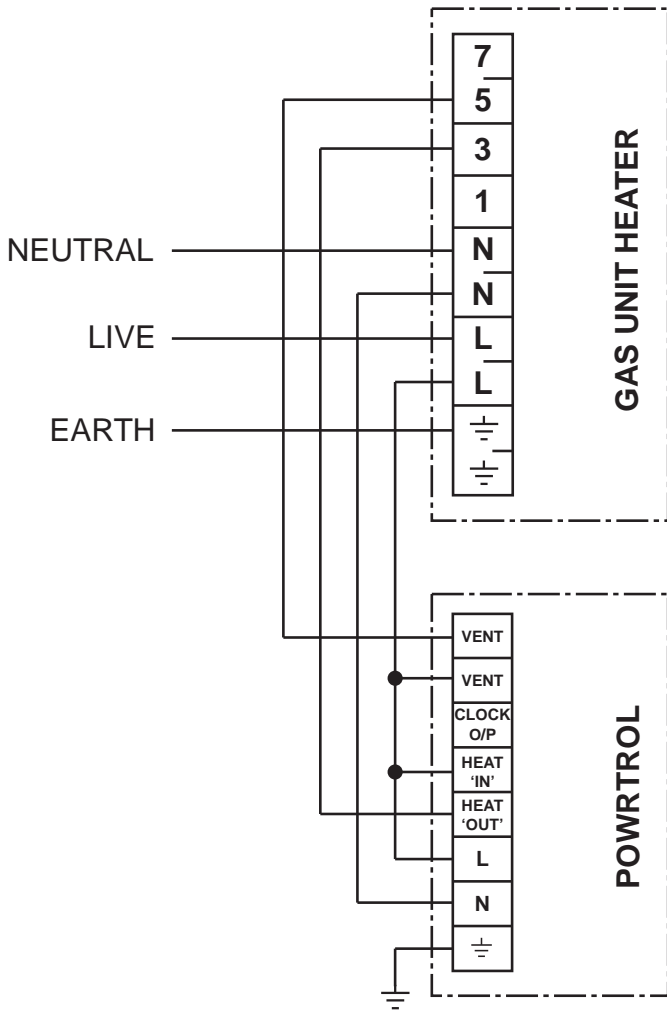 7
5
3
1
N
N
L
L
NEUTRAL
LIVE
EARTH
GAS UNIT HEATER
VENT
VENT
CLOCK
O/P
HEAT
‘IN’
HEAT
‘OUT’
L
N
POWRTROL